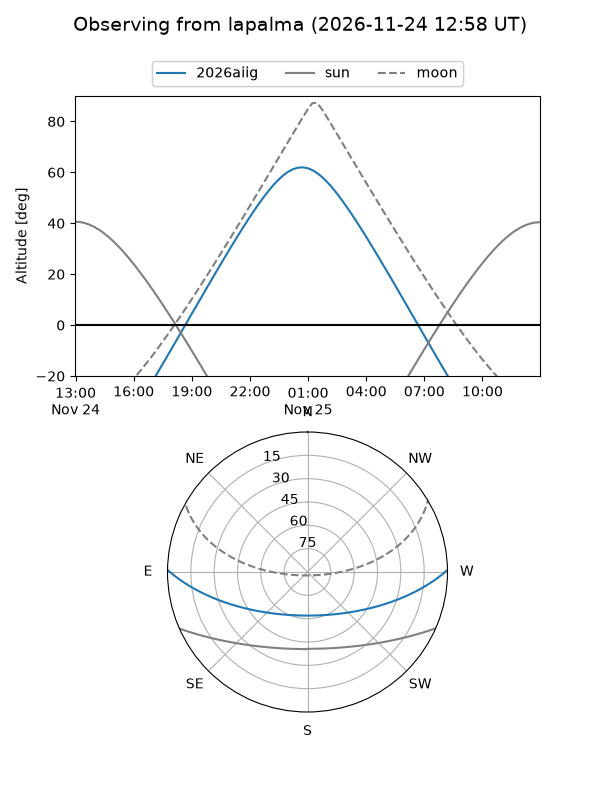 Observing from lapalma (2026-11-24 12:58 UT)
2026aiig sun moon
Altitude [deg]
80
60
40
20
0
−20
13:00 16:00 19:00 22:00 01:00 04:00 07:00 10:00
Nov 24 Nov 25
N
NE NW
15
30
45
60
75
E W
SE SW
S